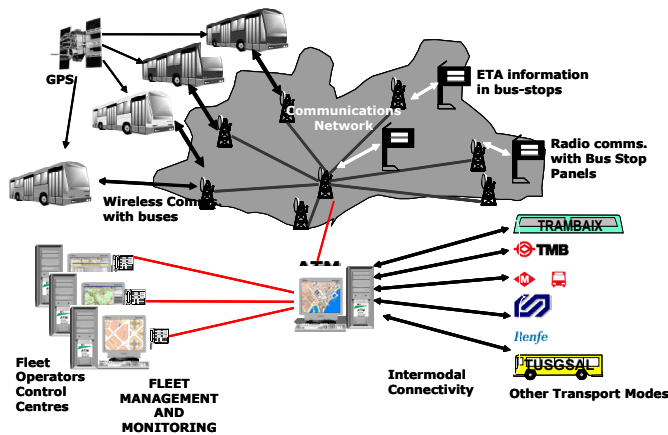 GPS
ETA information
in bus-stops
Communications
Network
Radio comms.
with Bus Stop
Panels
Wireless Comms.
with buses
ATM
TRAMBAIX
TMB
M
Renfe
TUSGSAL
Fleet
Operators
Control
Centres
FLEET
MANAGEMENT
AND
MONITORING
Intermodal
Connectivity
Other Transport Modes